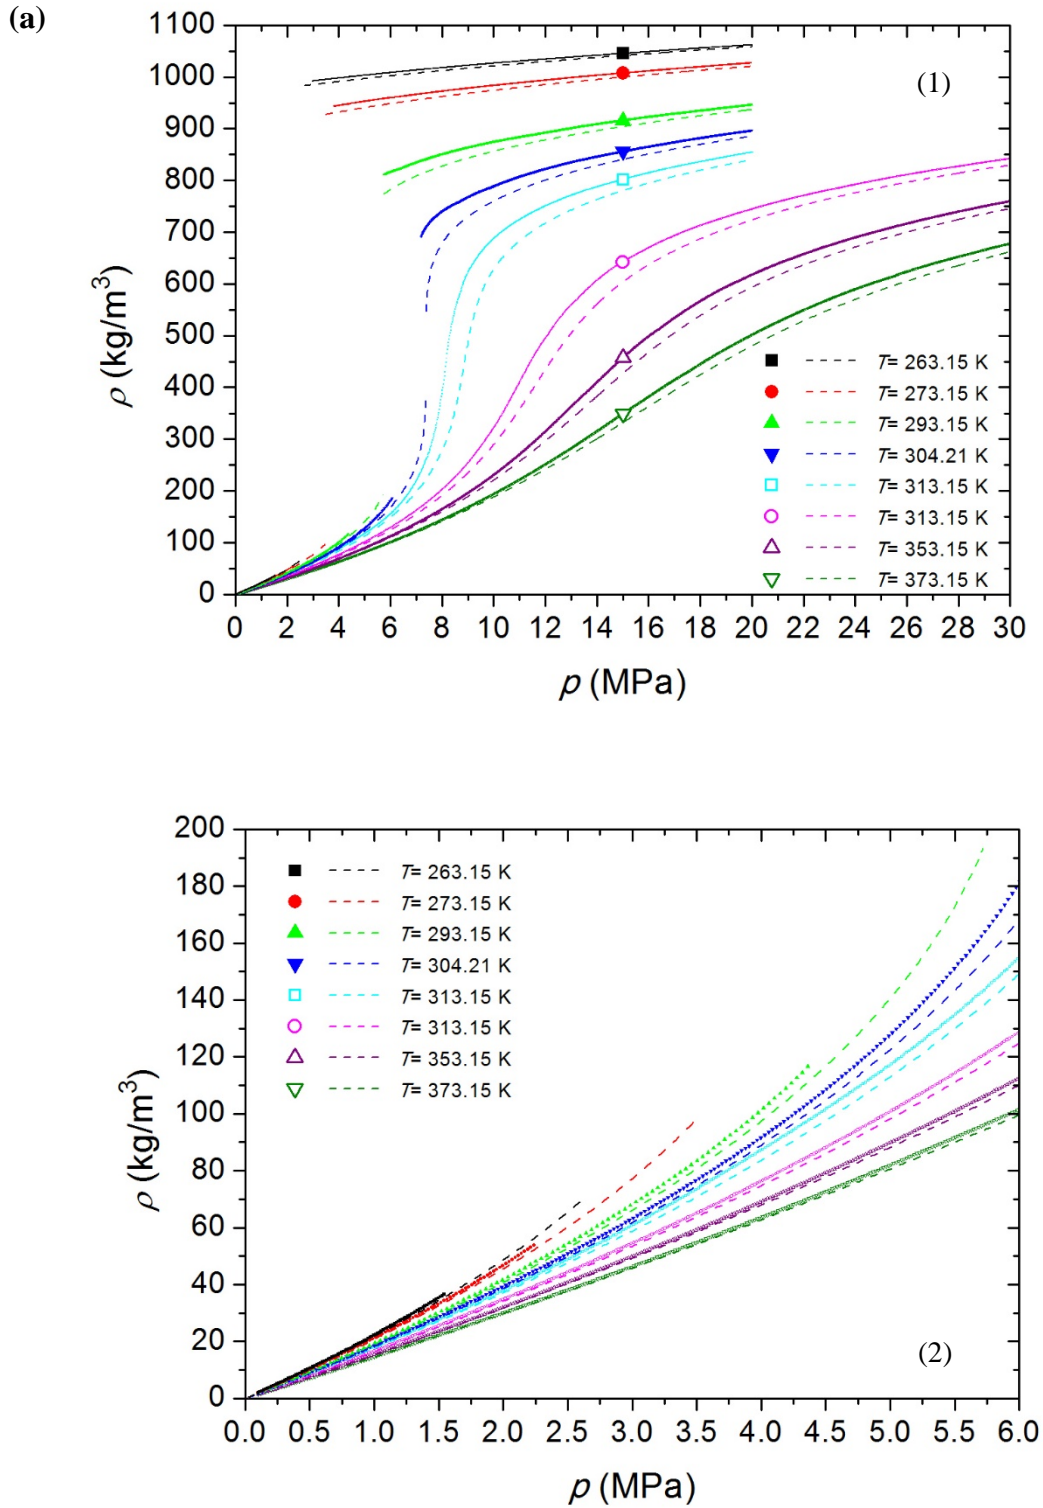 (a)
1100
1000
900
800
700
600
500
400
300
200
100
0
ρ (kg/m³)
(1)
T= 263.15 K
T= 273.15 K
T= 293.15 K
T= 304.21 K
T= 313.15 K
T= 313.15 K
T= 353.15 K
T= 373.15 K
0 2 4 6 8 10 12 14 16 18 20 22 24 26 28 30
p (MPa)
200
180
160
140
120
100
80
60
40
20
0
ρ (kg/m³)
T= 263.15 K
T= 273.15 K
T= 293.15 K
T= 304.21 K
T= 313.15 K
T= 313.15 K
T= 353.15 K
T= 373.15 K
(2)
0.0 0.5 1.0 1.5 2.0 2.5 3.0 3.5 4.0 4.5 5.0 5.5 6.0
p (MPa)